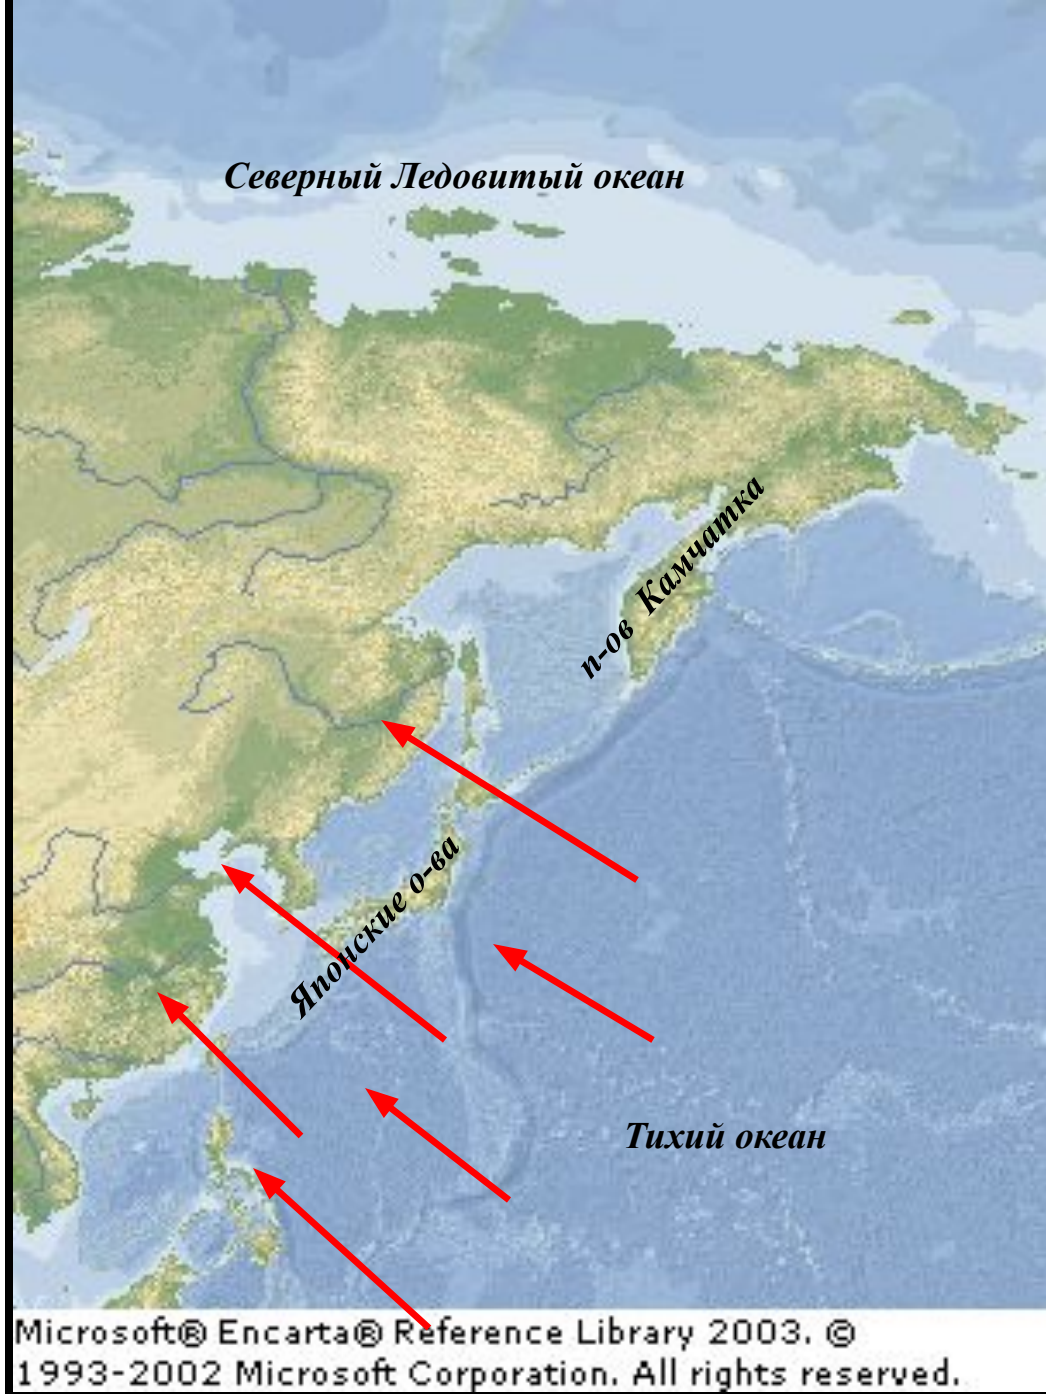 Северный Ледовитый океан
п-ов Камчатка
Японские о-ва
Тихий океан
Microsoft® Encarta® Reference Library 2003. ©
1993-2002 Microsoft Corporation. All rights reserved.